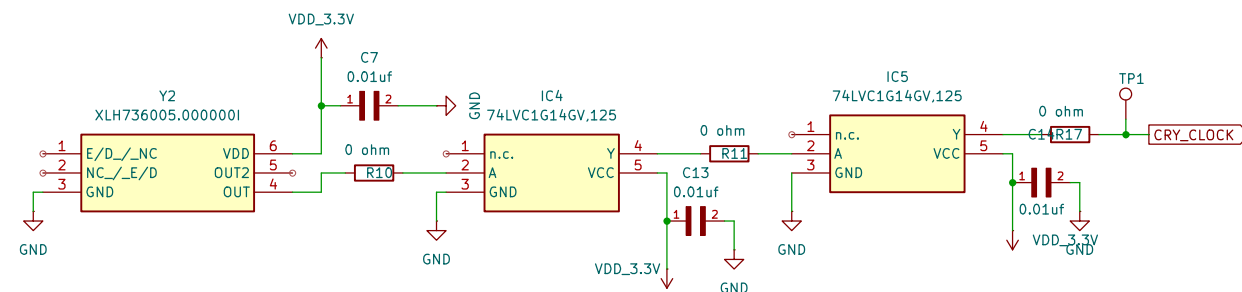 VDD_3.3V
C7
0.01uf
1 2
GND
Y2
XLH736005.000000I
1 E/D_/_NC
2 NC_/_E/D
3 GND
VDD 6
OUT2 5
OUT 4
GND
0 ohm
R10
IC4
74LVC1G14GV,125
1 n.c.
2 A
3 GND
Y 4
VCC 5
GND
0 ohm
R11
C13
0.01uf
1 2
VDD_3.3V
GND
IC5
74LVC1G14GV,125
1 n.c.
2 A
3 GND
Y 4
VCC 5
GND
0 ohm
C14
R17
1 2
0.01uf
VDD_3.3V
GND
TP1
CRY_CLOCK